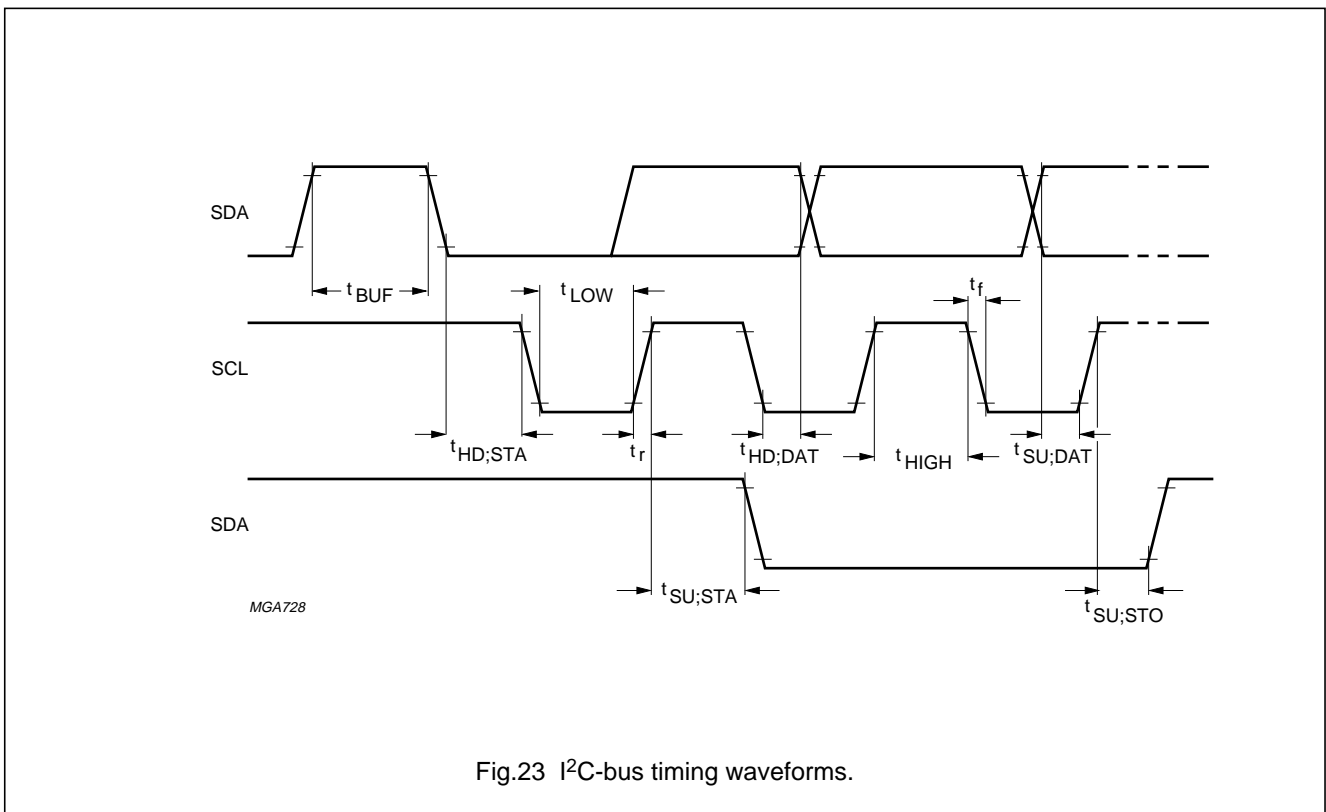 SDA
t BUF
t LOW
t f
SCL
t HD;STA
t r
t HD;DAT
t HIGH
t SU;DAT
SDA
t SU;STA
t SU;STO
MGA728
Fig.23 I²C-bus timing waveforms.